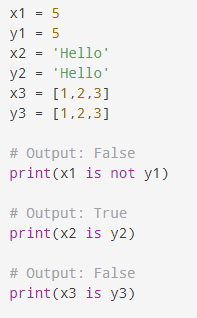 x1 = 5
y1 = 5
x2 = 'Hello'
y2 = 'Hello'
x3 = [1,2,3]
y3 = [1,2,3]
# Output: False
print(x1 is not y1)
# Output: True
print(x2 is y2)
# Output: False
print(x3 is y3)